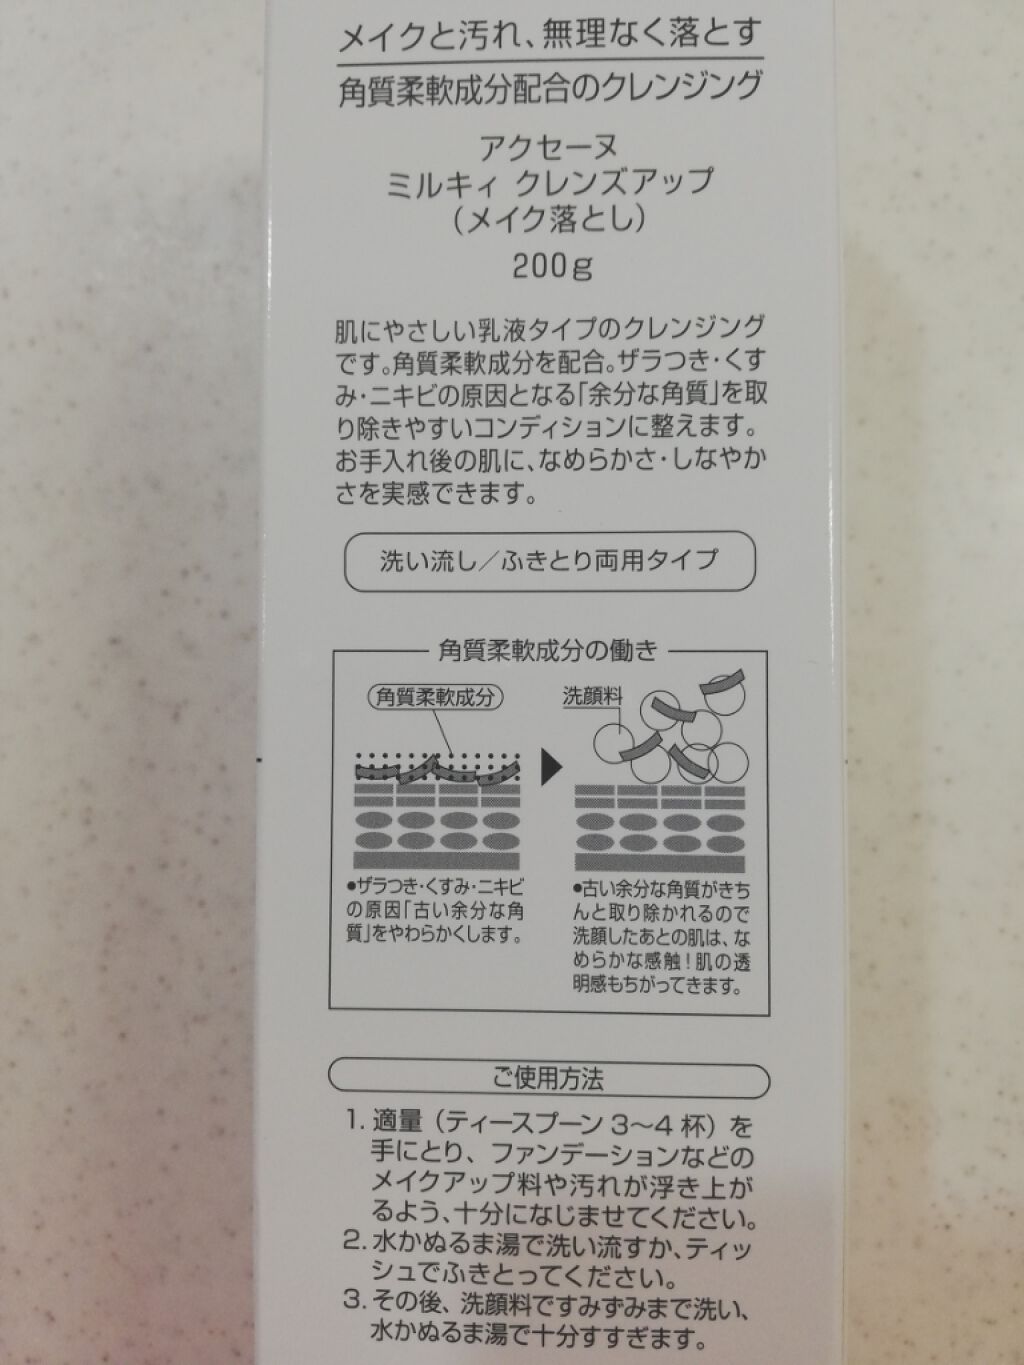 メイクと汚れ、無理なく落とす
角質柔軟成分配合のクレンジング
アクセーヌ
ミルキィ クレンズアップ
（メイク落とし）
200g
肌にやさしい乳液タイプのクレンジング
です。角質柔軟成分を配合。ザラつき・くす
み・ニキビの原因となる「余分な角質」を取
り除きやすいコンディションに整えます。
お手入れ後の肌に、なめらかさ・しなやか
さを実感できます。
洗い流し／ふきとり両用タイプ
角質柔軟成分の働き
角質柔軟成分
洗顔料
●ザラつき・くすみ・ニキビ
の原因「古い余分な角
質」をやわらかくします。
●古い余分な角質がきち
んと取り除かれるので
洗顔したあとの肌は、な
めらかな感触！肌の透
明感もちがってきます。
ご使用方法
1. 適量（ティースプーン 3〜4 杯）を
手にとり、ファンデーションなどの
メイクアップ料や汚れが浮き上が
るよう、十分になじませてください。
2. 水かぬるま湯で洗い流すか、ティッ
シュでふきとってください。
3. その後、洗顔料ですみずみまで洗い、
水かぬるま湯で十分すすぎます。